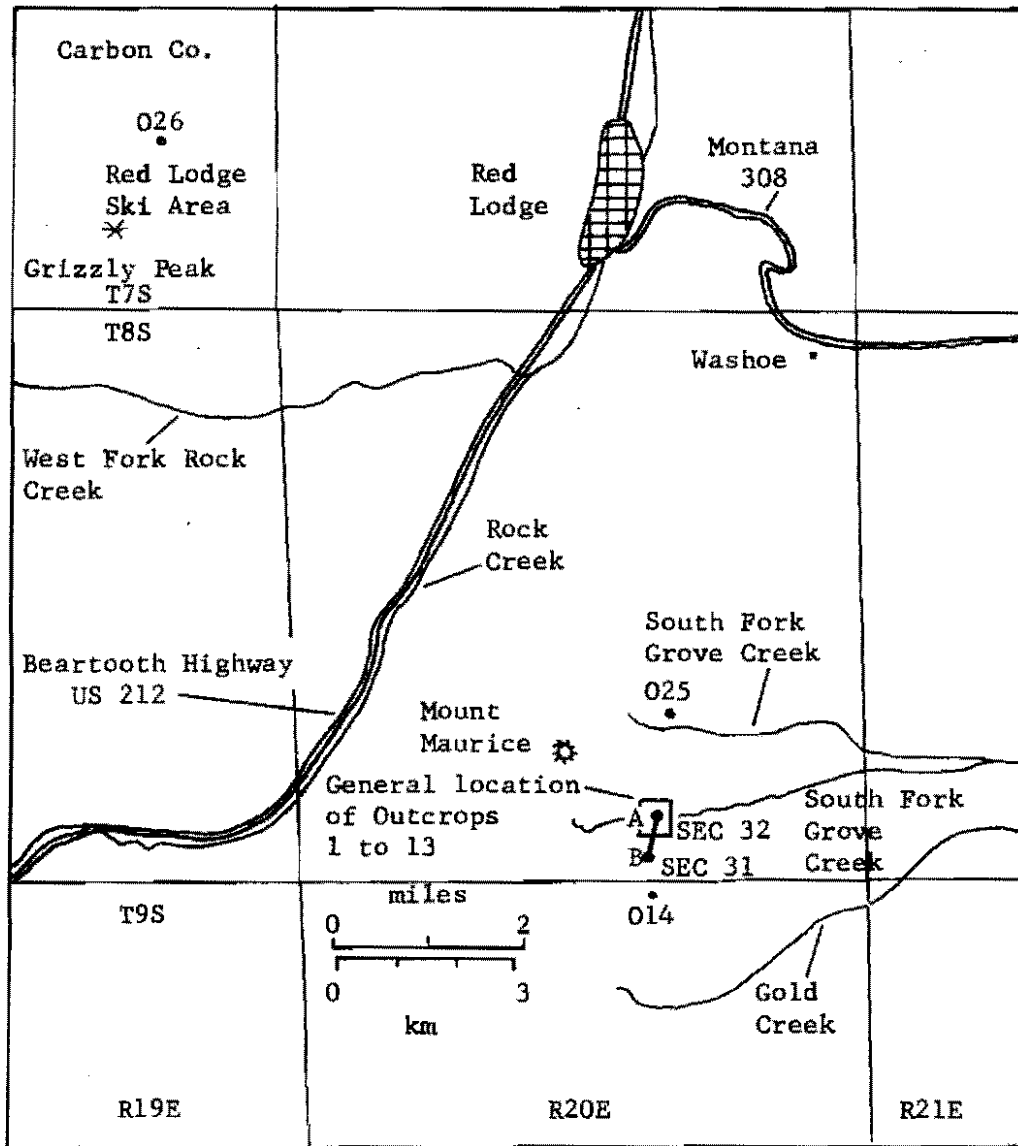 Carbon Co.
026
Red Lodge
Ski Area
Grizzly Peak
T7S
T8S
Red
Lodge
Montana
308
Washoe
West Fork Rock
Creek
Rock
Creek
Beartooth Highway
US 212
South Fork
Grove Creek
025
Mount
Maurice
General location
of Outcrops
1 to 13
A
SEC 32
B
SEC 31
South Fork
Grove
Creek
T9S
miles
0 2
0 3
km
014
Gold
Creek
R19E
R20E
R21E